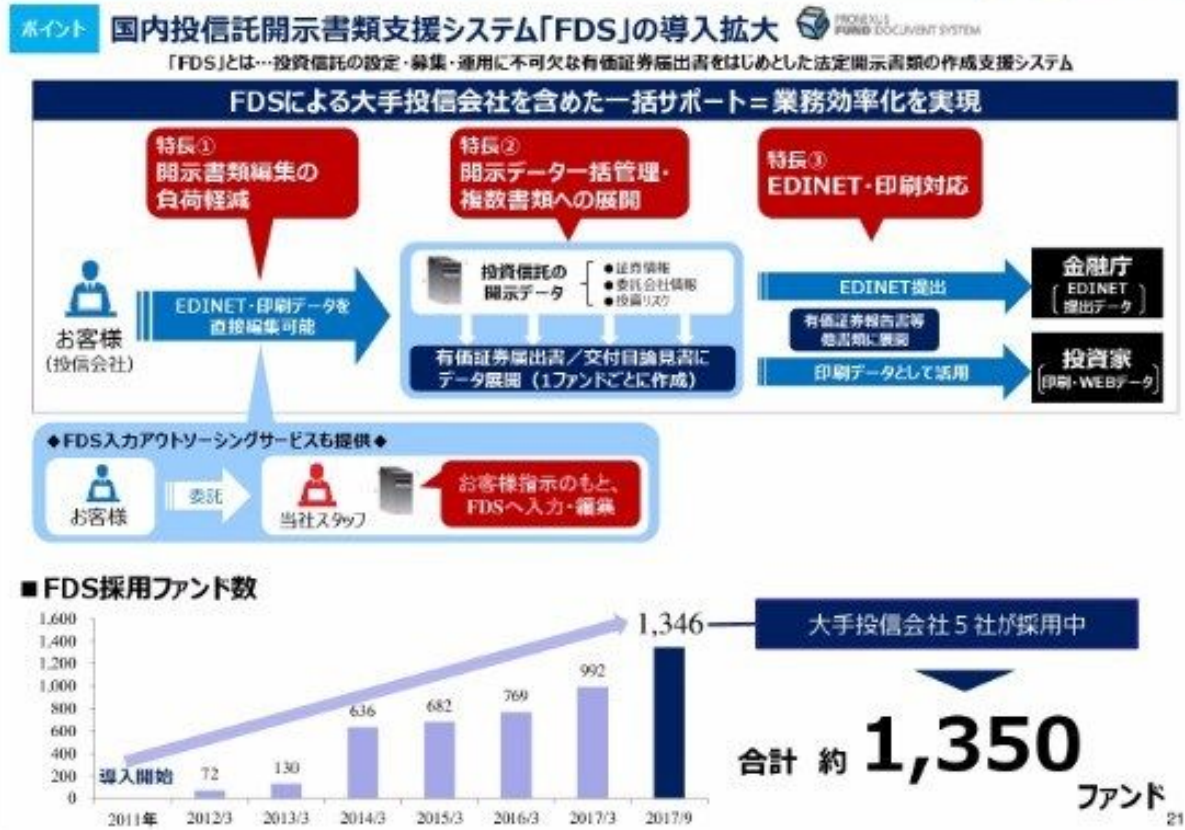 ポイント
国内投信託開示書類支援システム「FDS」の導入拡大
PRONEXUS
FUND DOCUMENT SYSTEM
「FDS」とは…投資信託の設定・募集・運用に不可欠な有価証券届出書をはじめとした法定開示書類の作成支援システム
FDSによる大手投信会社を含めた一括サポート＝業務効率化を実現
特長①
開示書類編集の
負荷軽減
特長②
開示データ一括管理・
複数書類への展開
特長③
EDINET・印刷対応
お客様
(投信会社)
EDINET・印刷データを
直接編集可能
投資信託の
開示データ
●証券情報
●委託会社情報
●投資リスク
有価証券届出書／交付目論見書に
データ展開（1ファンドごとに作成）
EDINET提出
有価証券報告書等
他書類に展開
印刷データとして活用
金融庁
EDINET
提出データ
投資家
印刷・WEBデータ
◆FDS入力アウトソーシングサービスも提供◆
お客様
委託
当社スタッフ
お客様指示のもと、
FDSへ入力・編集
■FDS採用ファンド数
1,600
1,400
1,200
1,000
800
600
400
200
0
導入開始
72
130
636
682
769
992
1,346
2011年
2012/3
2013/3
2014/3
2015/3
2016/3
2017/3
2017/9
大手投信会社５社が採用中
合計 約 1,350
ファンド
21